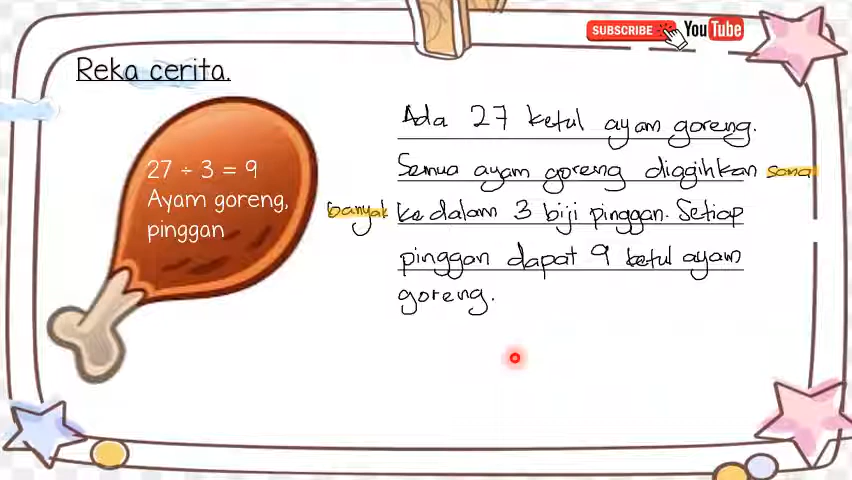 SUBSCRIBE YouTube
Reka cerita.
27 ÷ 3 = 9
Ayam goreng,
pinggan
Ada 27 ketul ayam goreng.
Semua ayam goreng diagihkan sama
banyak ke dalam 3 biji pinggan. Setiap
pinggan dapat 9 ketul ayam
goreng.